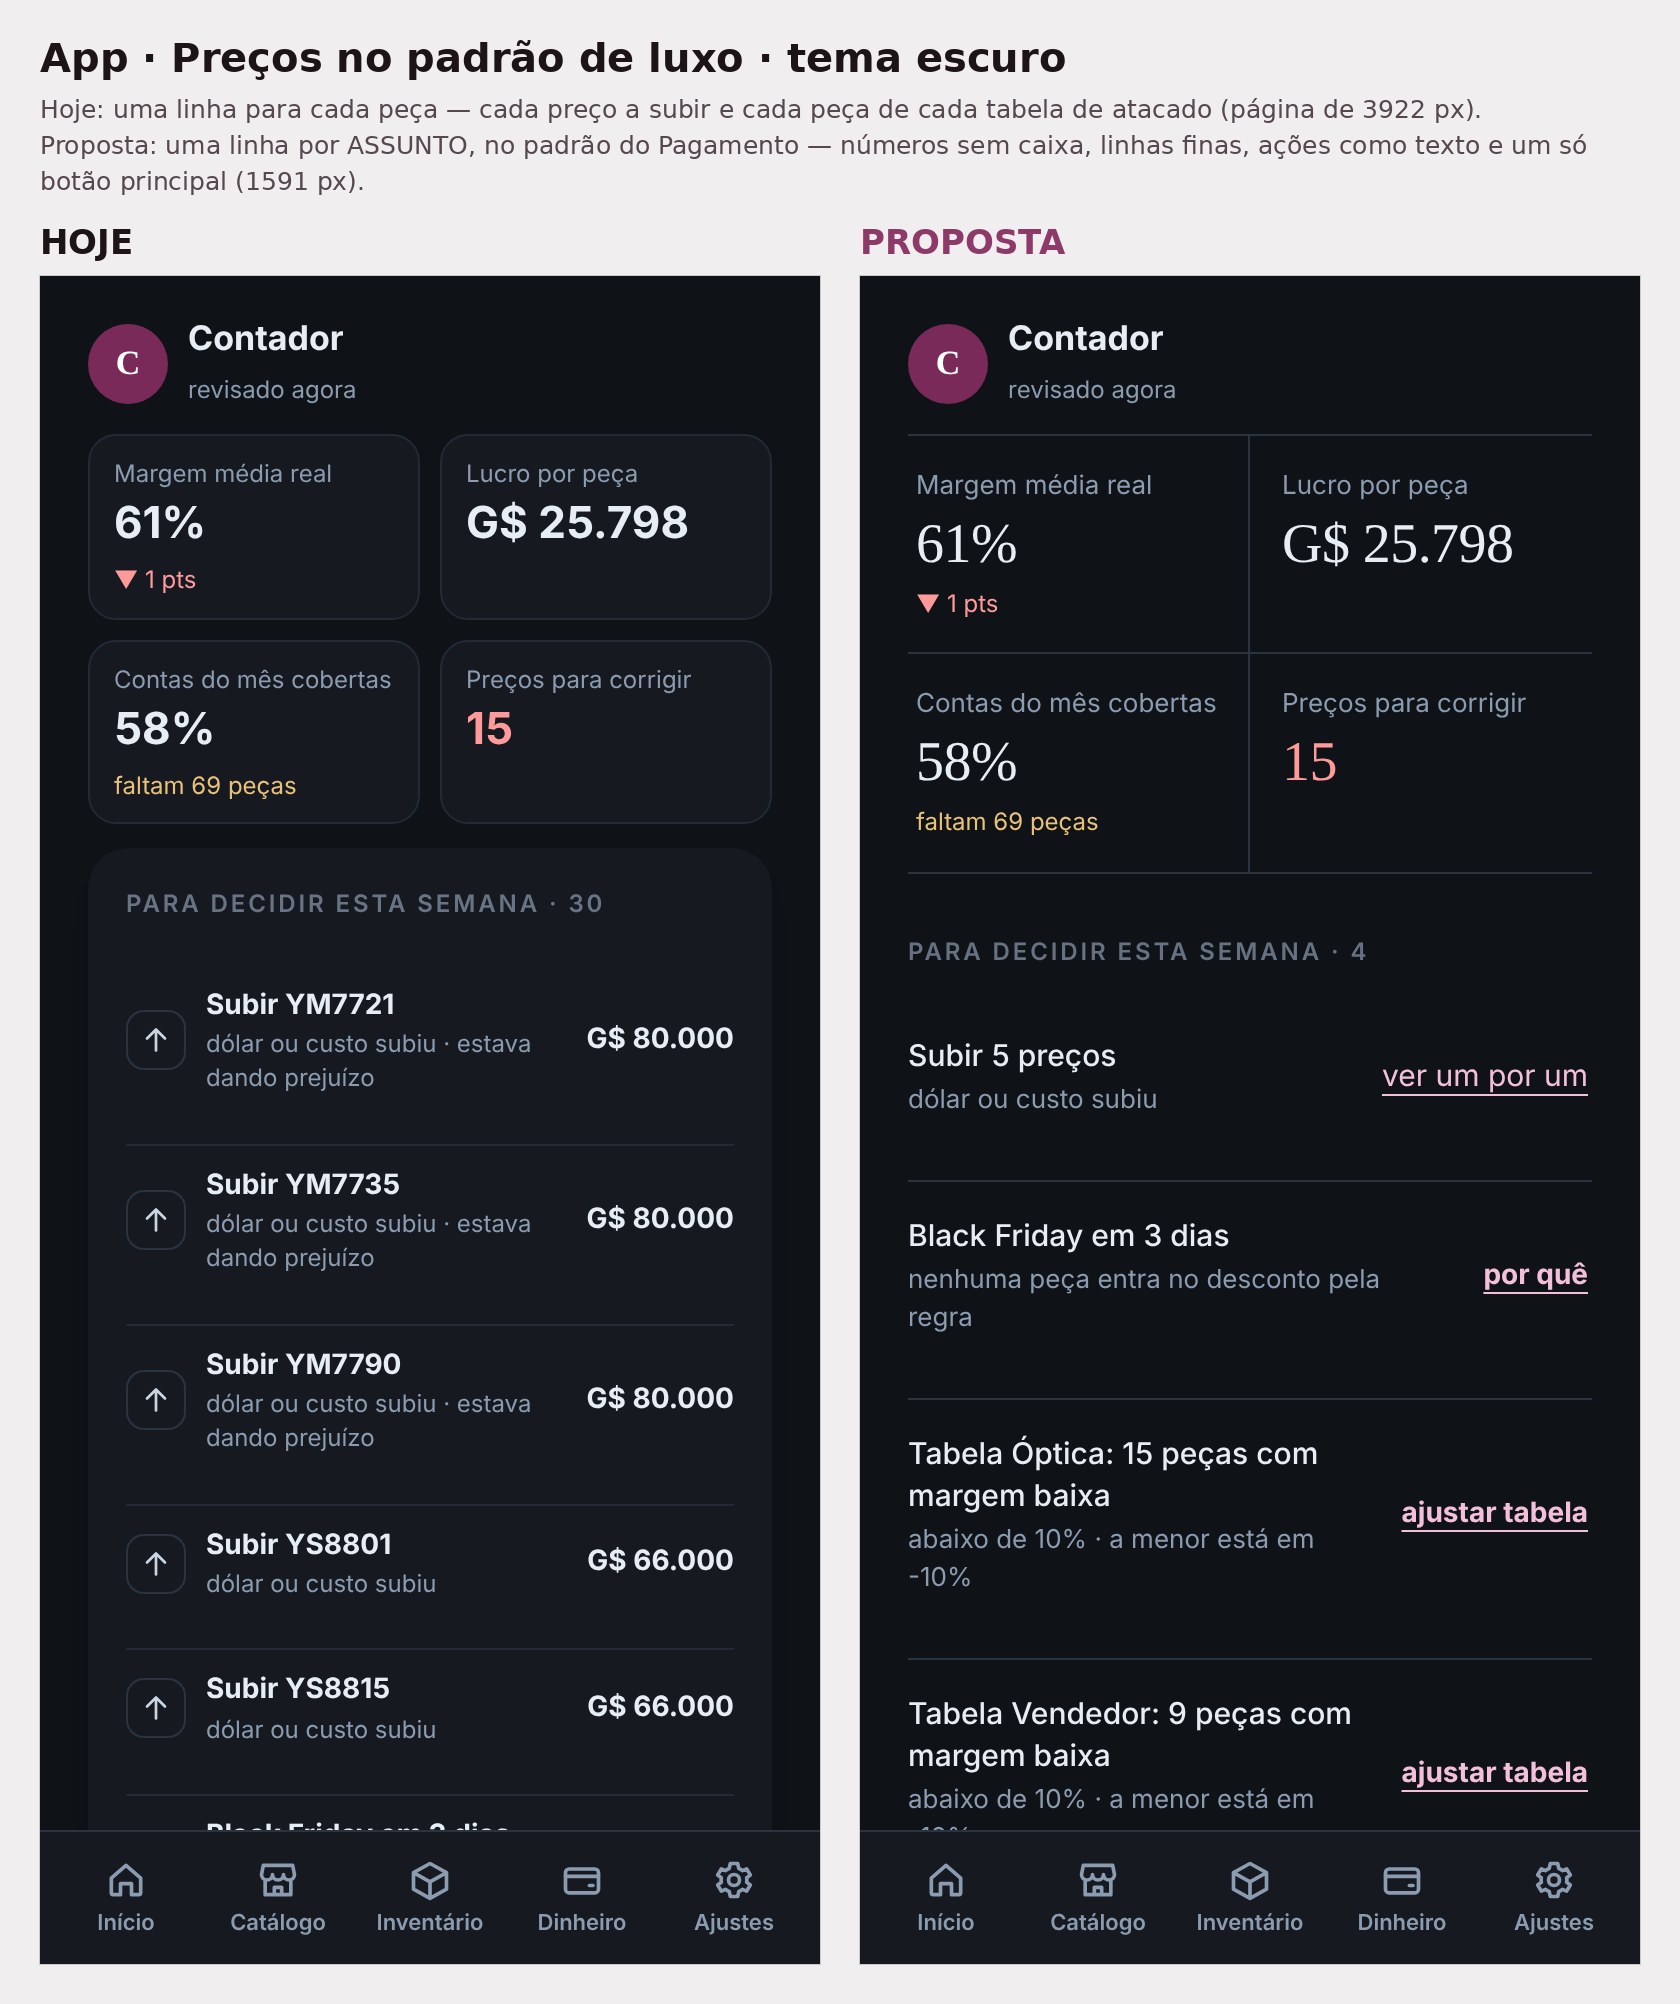 App · Preços no padrão de luxo · tema escuro
Hoje: uma linha para cada peça — cada preço a subir e cada peça de cada tabela de atacado (página de 3922 px).
Proposta: uma linha por ASSUNTO, no padrão do Pagamento — números sem caixa, linhas finas, ações como texto e um só
botão principal (1591 px).
HOJE
C
Contador
revisado agora
Margem média real
61%
▼ 1 pts
Lucro por peça
G$ 25.798
Contas do mês cobertas
58%
faltam 69 peças
Preços para corrigir
15
PARA DECIDIR ESTA SEMANA · 30
Subir YM7721
dólar ou custo subiu · estava
dando prejuízo
G$ 80.000
Subir YM7735
dólar ou custo subiu · estava
dando prejuízo
G$ 80.000
Subir YM7790
dólar ou custo subiu · estava
dando prejuízo
G$ 80.000
Subir YS8801
dólar ou custo subiu
G$ 66.000
Subir YS8815
dólar ou custo subiu
G$ 66.000
Black Friday em 3 dias
Início
Catálogo
Inventário
Dinheiro
Ajustes
PROPOSTA
C
Contador
revisado agora
Margem média real
61%
▼ 1 pts
Lucro por peça
G$ 25.798
Contas do mês cobertas
58%
faltam 69 peças
Preços para corrigir
15
PARA DECIDIR ESTA SEMANA · 4
Subir 5 preços
dólar ou custo subiu
ver um por um
Black Friday em 3 dias
nenhuma peça entra no desconto pela
regra
por quê
Tabela Óptica: 15 peças com
margem baixa
abaixo de 10% · a menor está em
-10%
ajustar tabela
Tabela Vendedor: 9 peças com
margem baixa
abaixo de 10% · a menor está em
ajustar tabela
Início
Catálogo
Inventário
Dinheiro
Ajustes